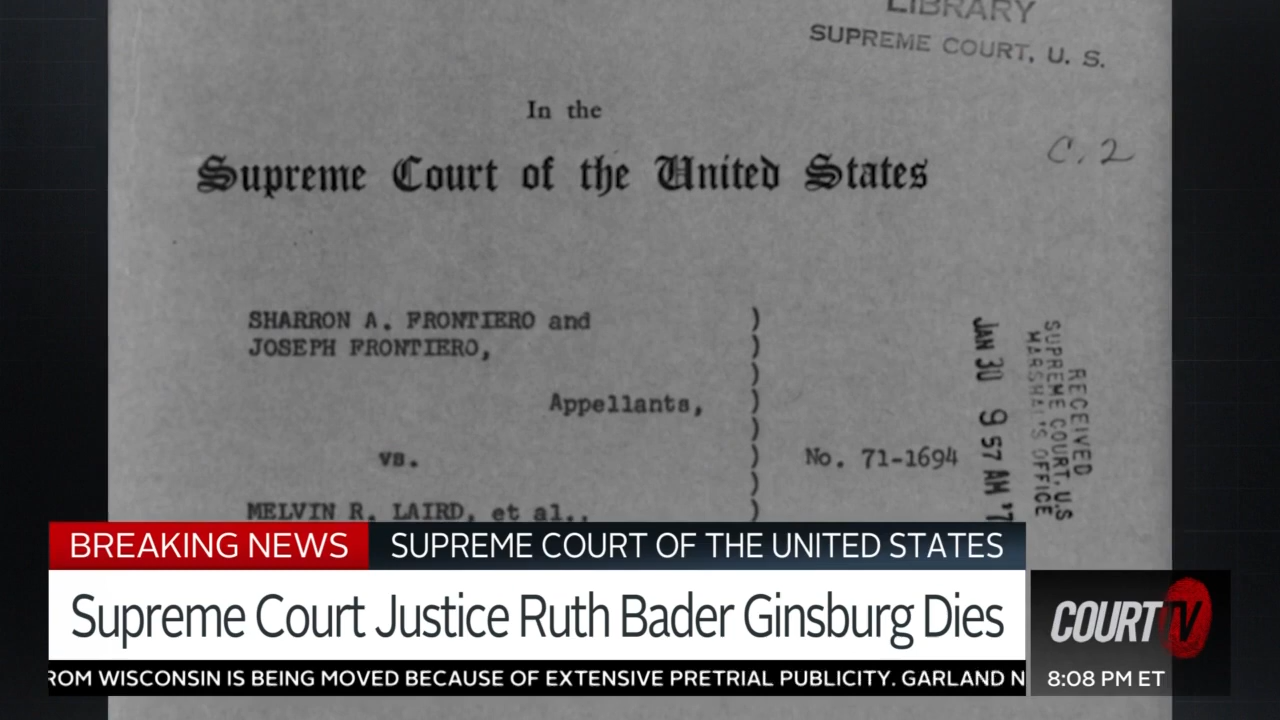 LIBRARY
SUPREME COURT, U. S.
In the
C. 2
Supreme Court of the United States
SHARRON A. FRONTIERO and
JOSEPH FRONTIERO,
Appellants,
vs.
No. 71-1694
MELVIN R. LAIRD, et al.,
RECEIVED
SUPREME COURT, U.S
MARSHAL'S OFFICE
JAN 30 9 57 AM '7
BREAKING NEWS
SUPREME COURT OF THE UNITED STATES
Supreme Court Justice Ruth Bader Ginsburg Dies
COURT TV
ROM WISCONSIN IS BEING MOVED BECAUSE OF EXTENSIVE PRETRIAL PUBLICITY. GARLAND N
8:08 PM ET